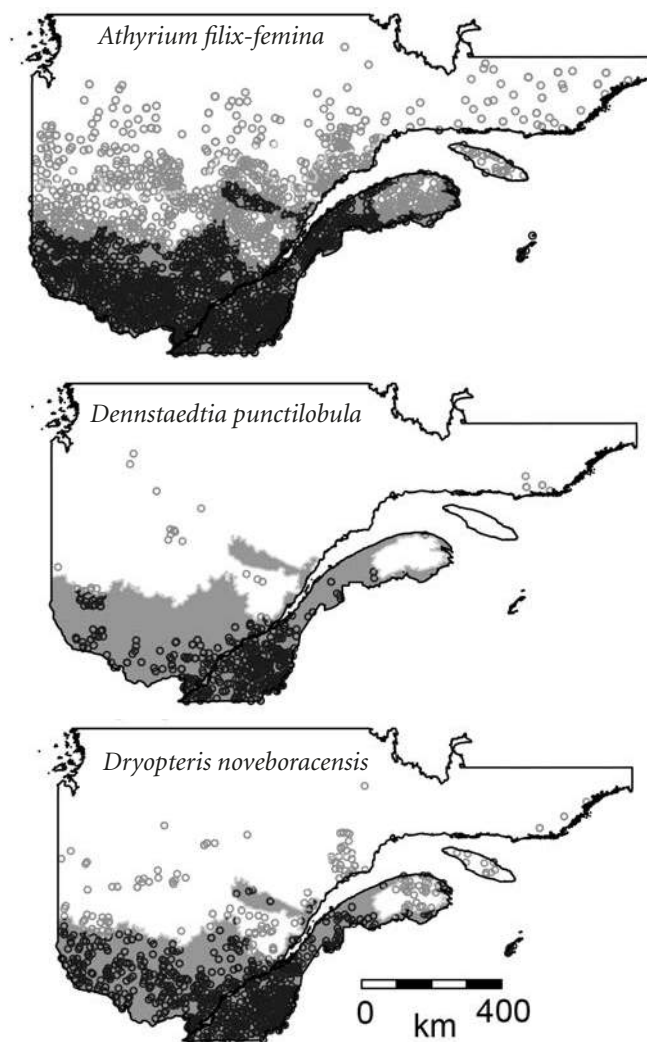 Athyrium filix-femina
Dennstaedtia punctilobula
Dryopteris noveboracensis
0 400
km